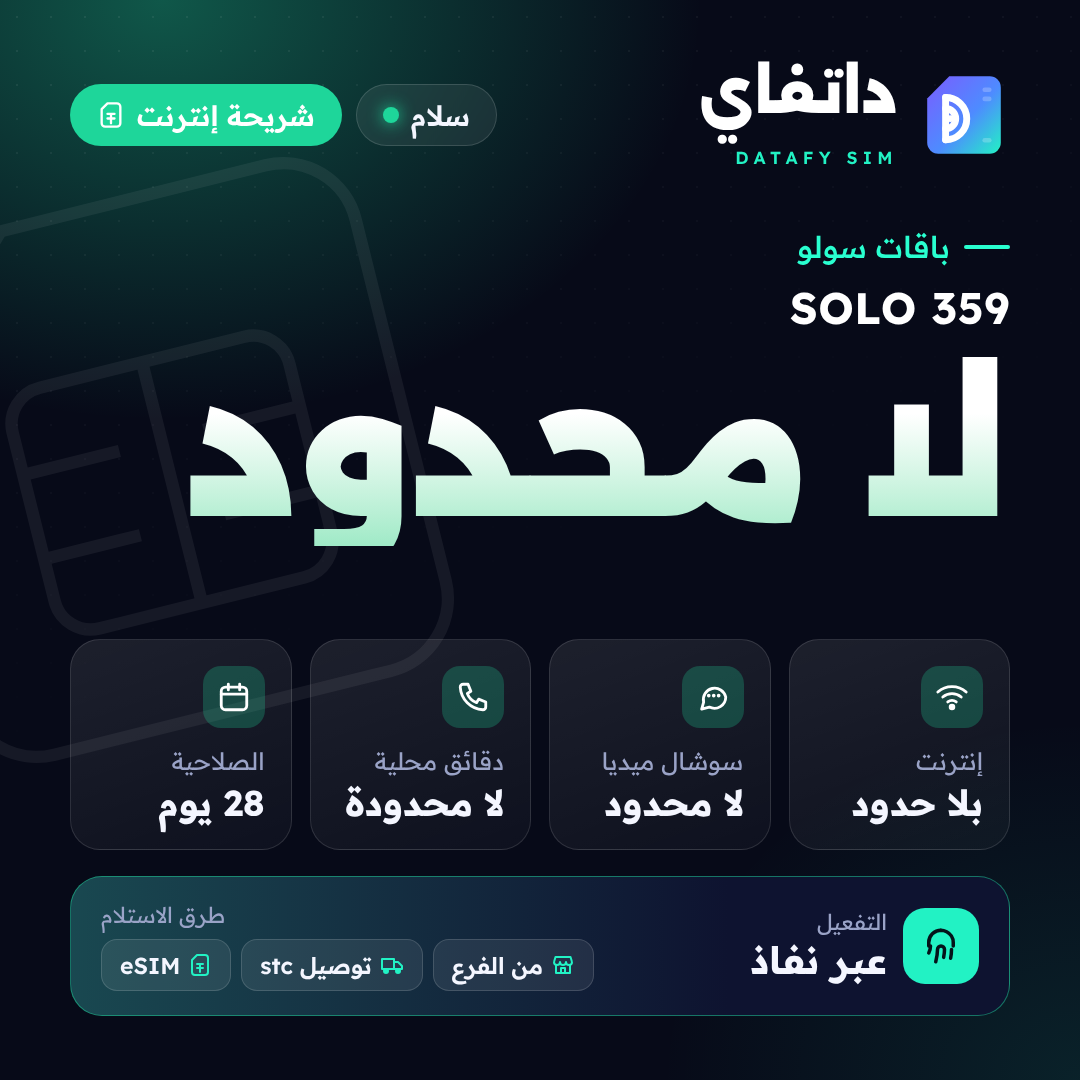 داتفاي
DATAFY SIM
سلام
شريحة إنترنت
باقات سولو
SOLO 359
لا محدود
إنترنت
بلا حدود
سوشال ميديا
لا محدود
دقائق محلية
لا محدودة
الصلاحية
28 يوم
التفعيل
عبر نفاذ
طرق الاستلام
من الفرع
توصيل stc
eSIM